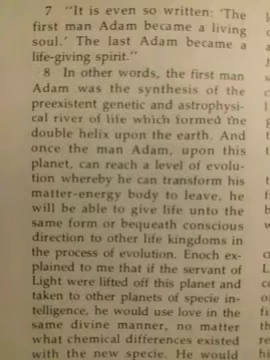 7 "It is even so written: 'The
first man Adam became a living
soul.' The last Adam became a
life-giving spirit."
8 In other words, the first man
Adam was the synthesis of the
preexistent genetic and astrophysi-
cal river of life which formed the
double helix upon the earth. And
once the man Adam, upon this
planet, can reach a level of evolu-
tion whereby he can transform his
matter-energy body to leave, he
will be able to give life unto the
same form or bequeath conscious
direction to other life kingdoms in
the process of evolution. Enoch ex-
plained to me that if the servant of
Light were lifted off this planet and
taken to other planets of specie in-
telligence, he would use love in the
same divine manner, no matter
what chemical differences existed
with the new specie. He would